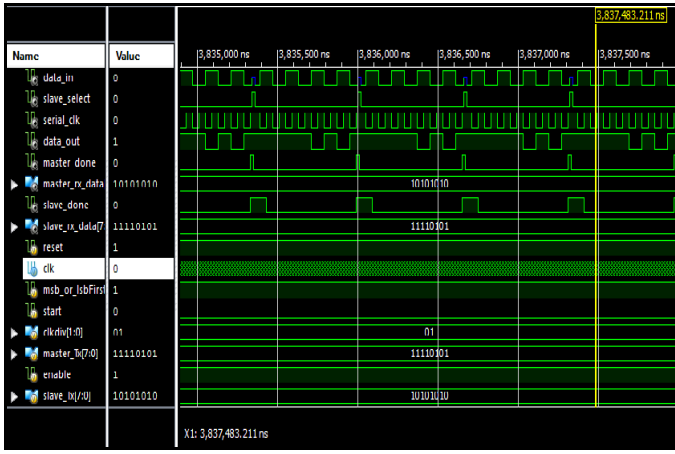 3,837,483.211 ns
Name Value 3,835,000 ns 3,835,500 ns 3,836,000 ns 3,836,500 ns 3,837,000 ns 3,837,500 ns
data_in 0
slave_select 0
serial_clk 0
data_out 1
master_done 0
master_rx_data 10101010 10101010
slave_done 0
slave_rx_data[7: 11110101 11110101
reset 1
clk 0
msb_or_lsbFirst 1
start 0
clkdiv[1:0] 01 01
master_Tx[7:0] 11110101 11110101
enable 1
slave_tx[7:0] 10101010 10101010
X1: 3,837,483.211 ns